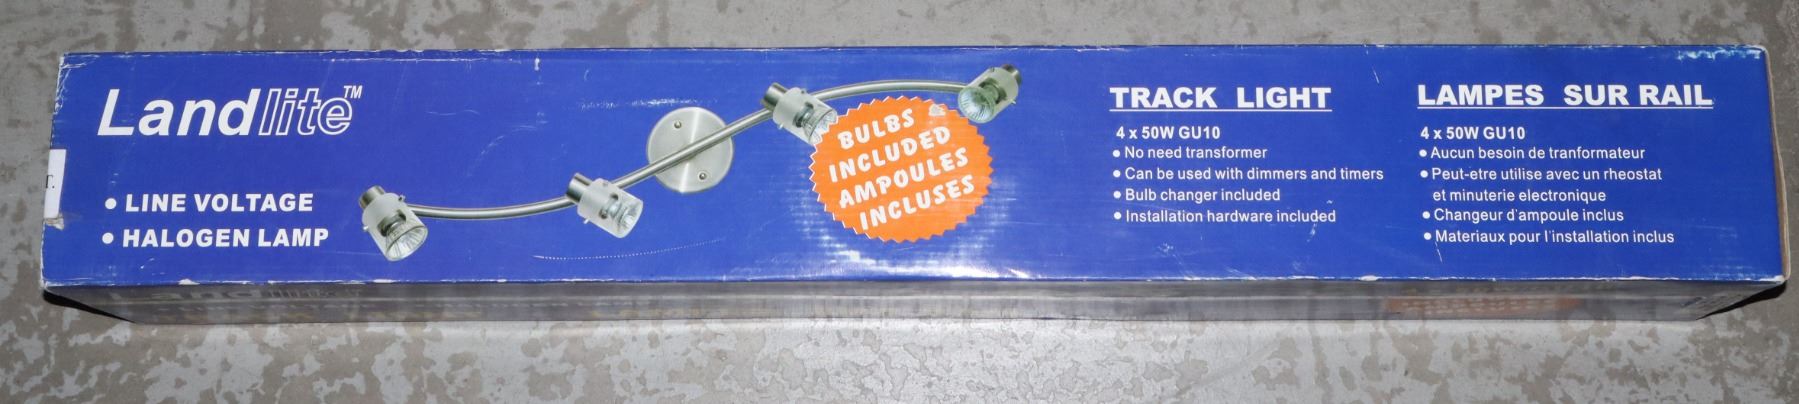 Landlite™
• LINE VOLTAGE
• HALOGEN LAMP
T.
BULBS
INCLUDED
AMPOULES
INCLUSES
TRACK LIGHT
4 x 50W GU10
• No need transformer
• Can be used with dimmers and timers
• Bulb changer included
• Installation hardware included
LAMPES SUR RAIL
4 x 50W GU10
• Aucun besoin de tranformateur
• Peut-etre utilise avec un rheostat
et minuterie electronique
• Changeur d'ampoule inclus
• Materiaux pour l'installation inclus
Landlite